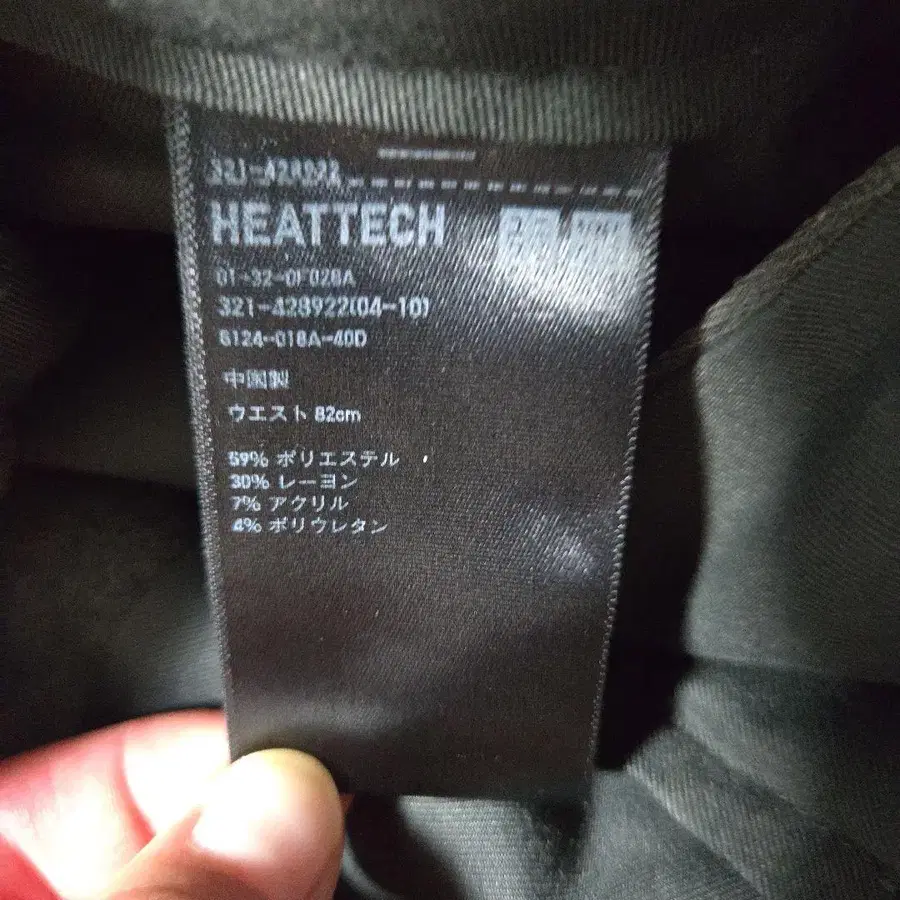 321-428922
HEATTECH
01-32-0F02BA
321-428922(04-10)
5124-018A-40D
中国製
ウエスト 82cm
59% ポリエステル
30% レーヨン
7% アクリル
4% ポリウレタン